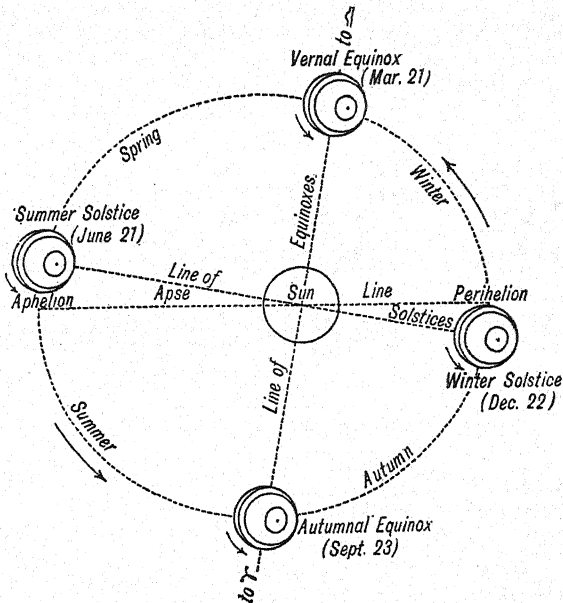 to ♎
Vernal Equinox
(Mar. 21)
Spring
Winter
Summer Solstice
(June 21)
Equinoxes
Line of
Aphelion
Apse
Sun
Line
Perihelion
Solstices
Line of
Winter Solstice
(Dec. 22)
Summer
Autumn
Autumnal Equinox
(Sept. 23)
to ♈